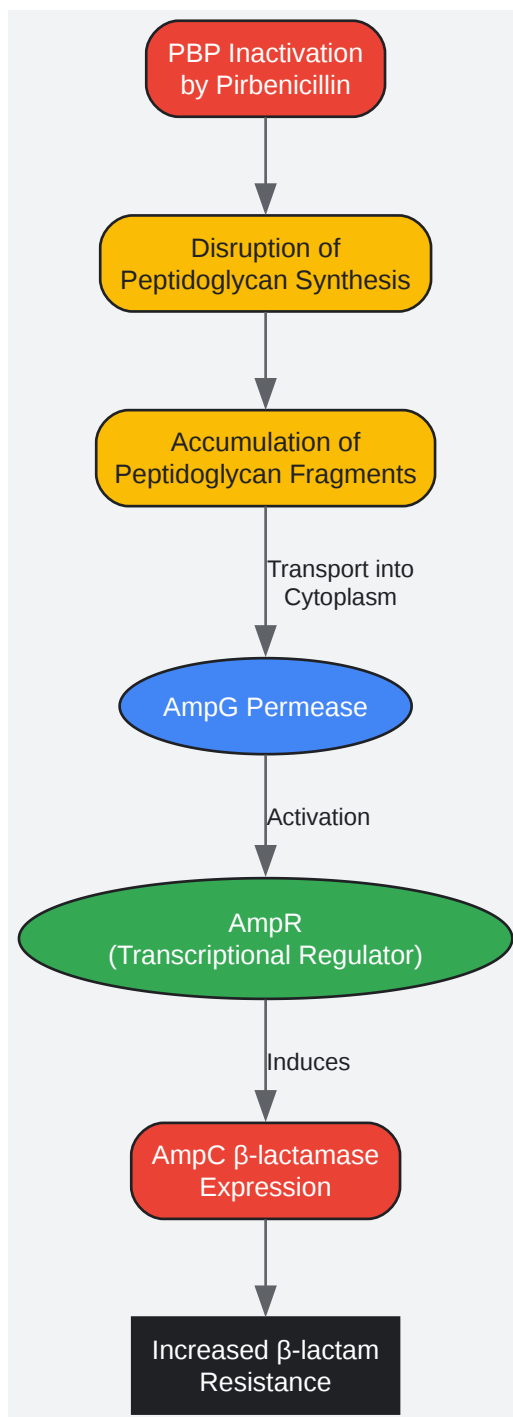 PBP Inactivation
by Pirbenicillin
Disruption of
Peptidoglycan Synthesis
Accumulation of
Peptidoglycan Fragments
Transport into
Cytoplasm
AmpG Permease
Activation
AmpR
(Transcriptional Regulator)
Induces
AmpC β-lactamase
Expression
Increased β-lactam
Resistance